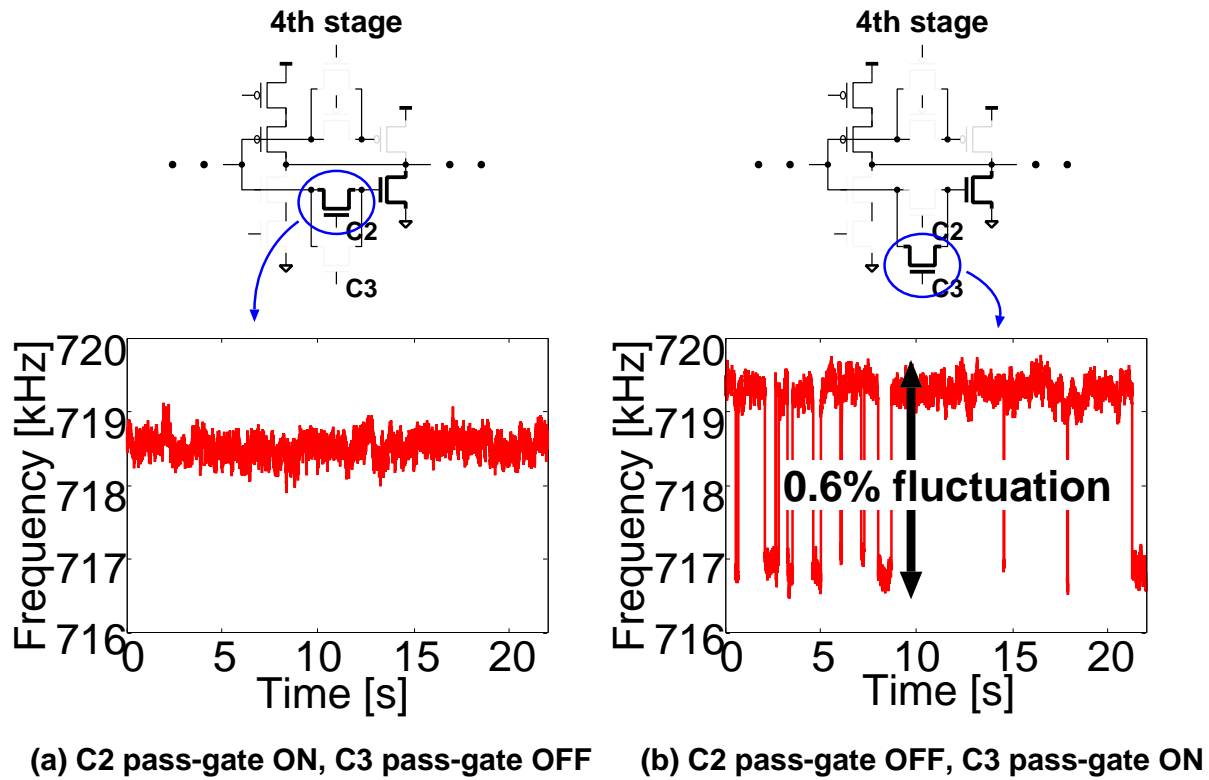 4th stage
C2
C3
4th stage
C2
C3
Frequency [kHz]
720
719
718
717
716
0 5 10 15 20
Time [s]
Frequency [kHz]
720
719
718
717
716
0.6% fluctuation
0 5 10 15 20
Time [s]
(a) C2 pass-gate ON, C3 pass-gate OFF
(b) C2 pass-gate OFF, C3 pass-gate ON